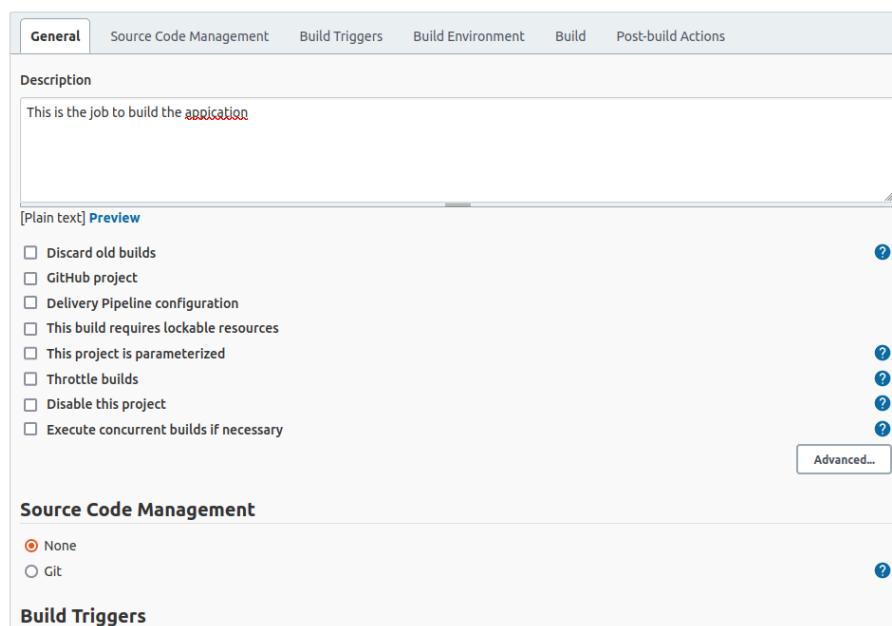 General Source Code Management Build Triggers Build Environment Build Post-build Actions
Description
This is the job to build the appication
[Plain text] Preview
Discard old builds ?
GitHub project
Delivery Pipeline configuration
This build requires lockable resources
This project is parameterized ?
Throttle builds ?
Disable this project ?
Execute concurrent builds if necessary ?
Advanced...
Source Code Management
None
Git ?
Build Triggers